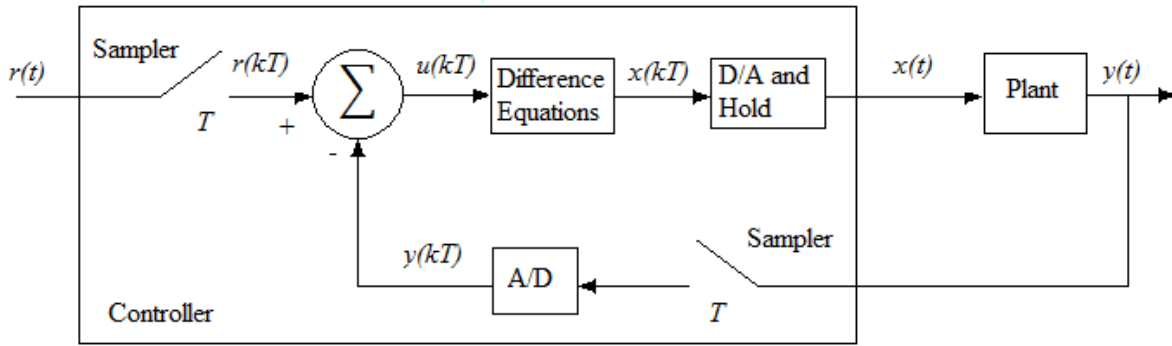 r(t)
Sampler
T
r(kT)
+
-
∑
u(kT)
Difference
Equations
x(kT)
D/A and
Hold
x(t)
Plant
y(t)
Sampler
T
A/D
y(kT)
Controller